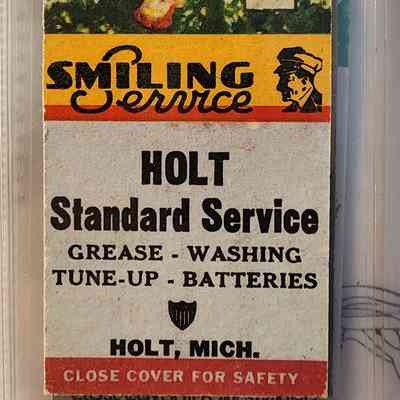 SMILING
Service
HOLT
Standard Service
GREASE - WASHING
TUNE-UP - BATTERIES
HOLT, MICH.
CLOSE COVER FOR SAFETY